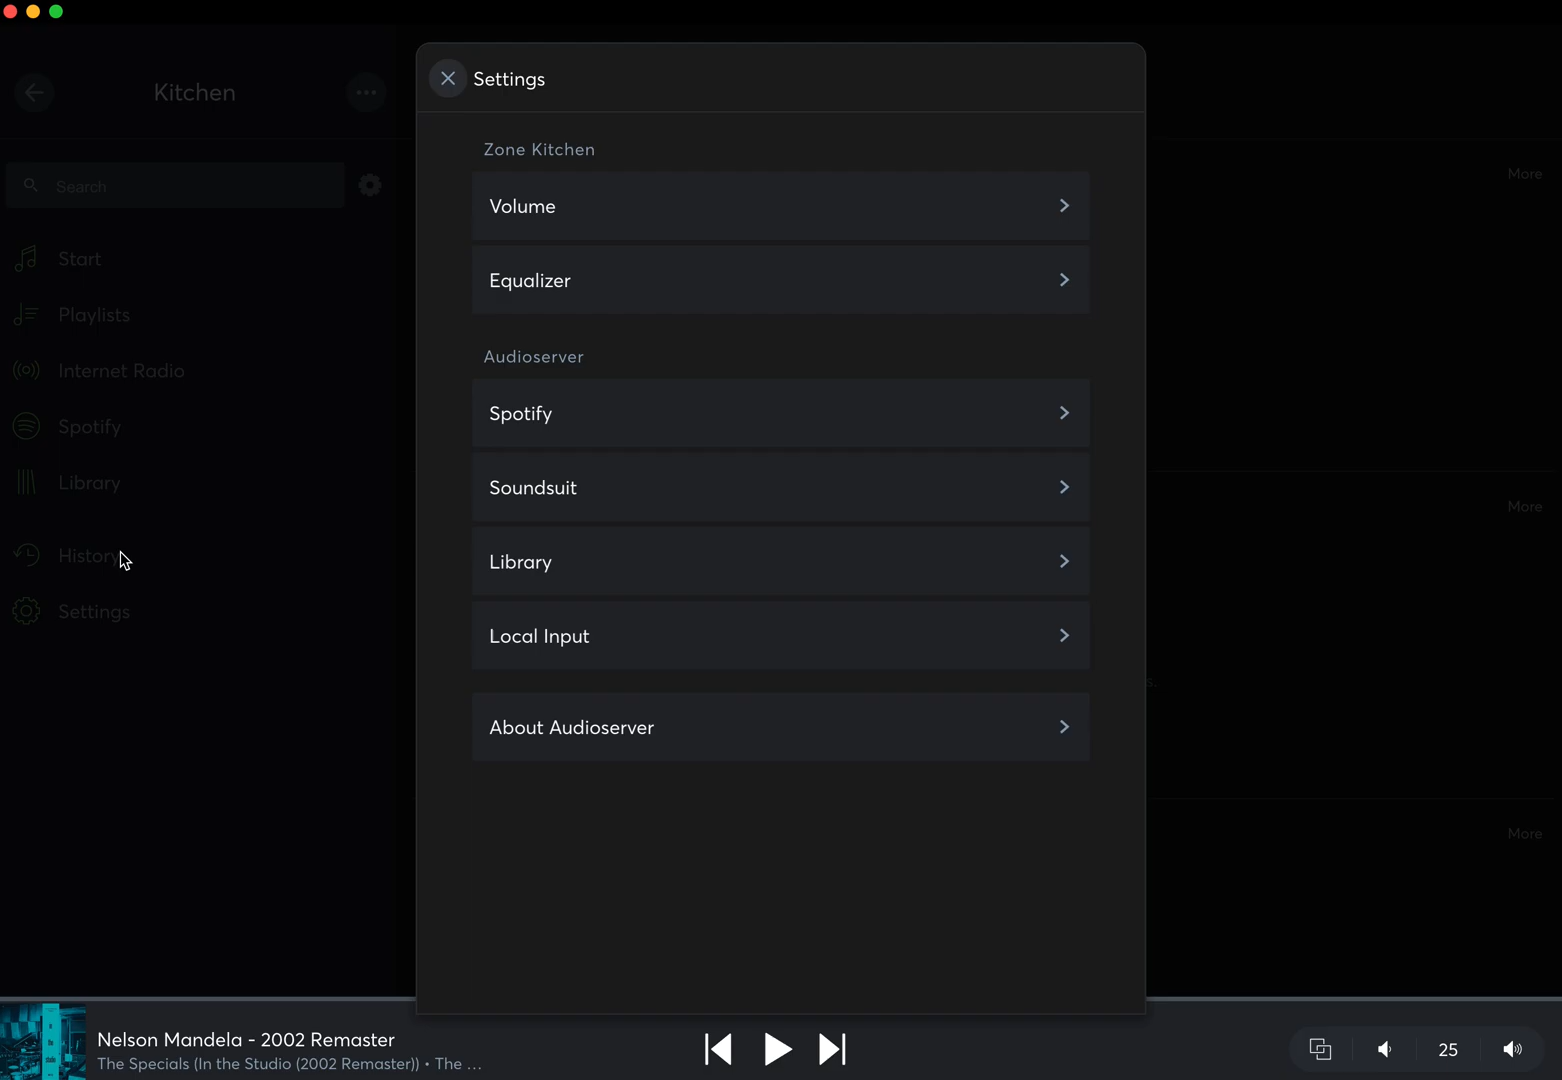 Kitchen
Search
Start
Playlists
Internet Radio
Spotify
Library
History
Settings
Settings
Zone Kitchen
Volume
Equalizer
Audioserver
Spotify
Soundsuit
Library
Local Input
About Audioserver
More
More
s.
More
Nelson Mandela - 2002 Remaster
The Specials (In the Studio (2002 Remaster)) • The ...
25